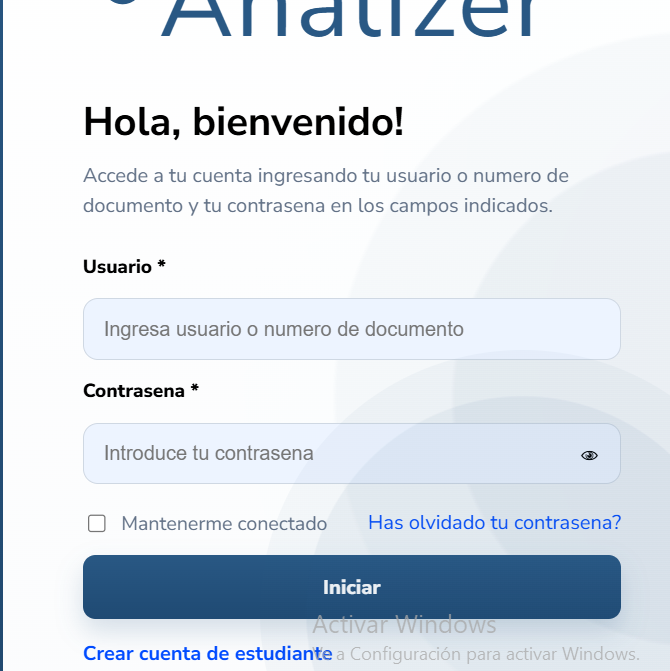 Analizer
Hola, bienvenido!
Accede a tu cuenta ingresando tu usuario o numero de
documento y tu contrasena en los campos indicados.
Usuario *
Ingresa usuario o numero de documento
Contrasena *
Introduce tu contrasena
Mantenerme conectado
Has olvidado tu contrasena?
Iniciar
Activar Windows
Crear cuenta de estudiante
a Configuración para activar Windows.